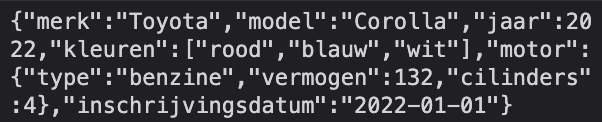 {"merk":"Toyota","model":"Corolla","jaar":20
22,"kleuren":["rood","blauw","wit"],"motor":
{"type":"benzine","vermogen":132,"cilinders"
:4},"inschrijvingsdatum":"2022-01-01"}